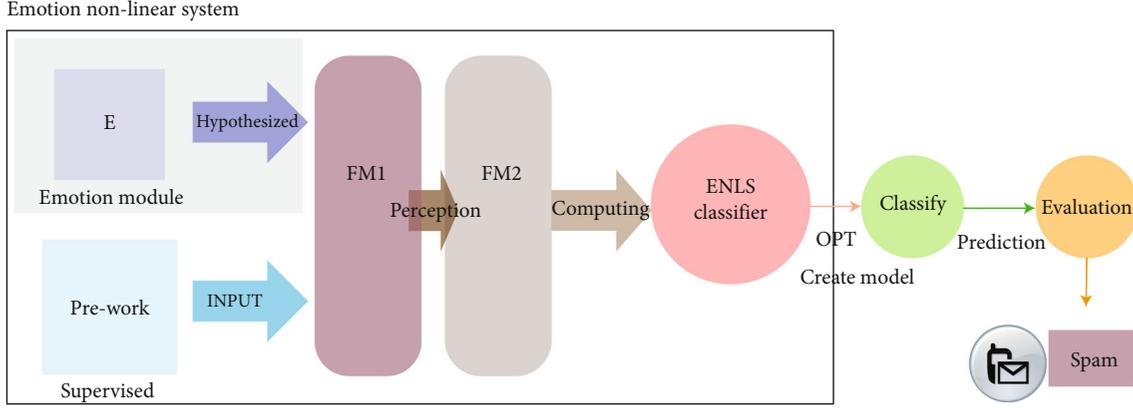 Emotion non-linear system
E
Hypothesized
Emotion module
Pre-work
INPUT
Supervised
FM1
Perception
FM2
Computing
ENLS
classifier
OPT
Create model
Classify
Prediction
Evaluation
Spam